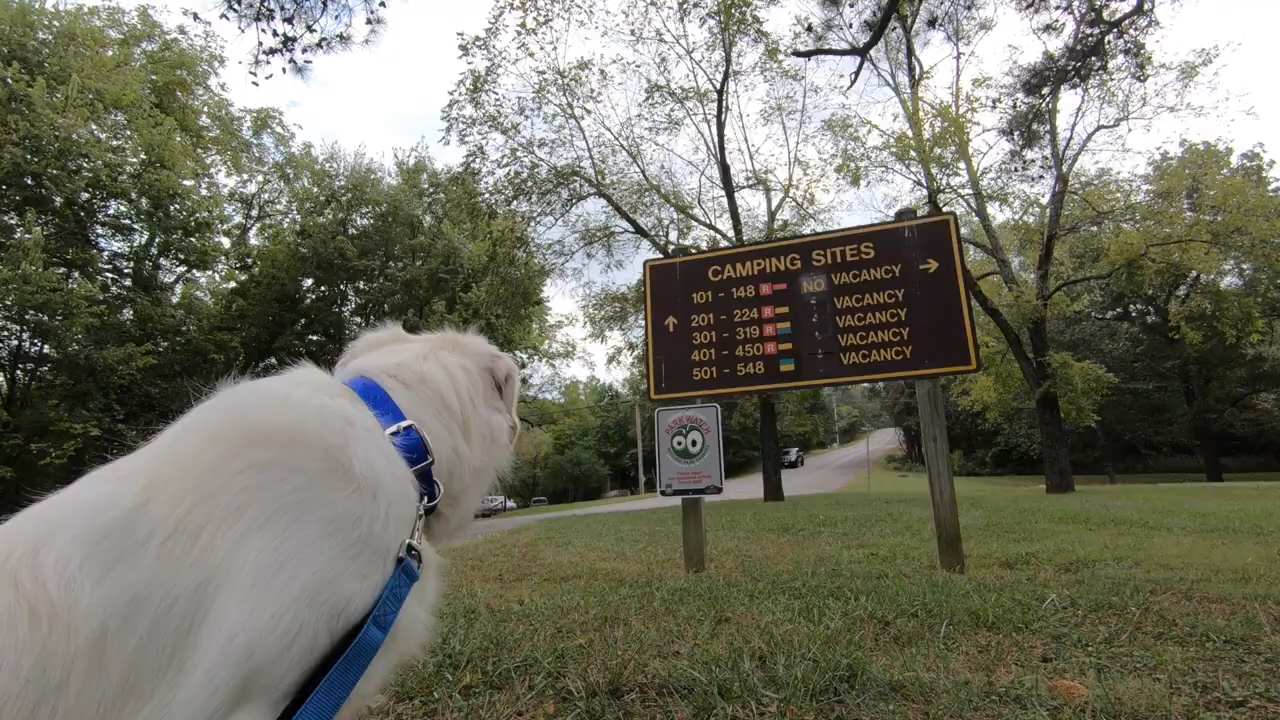 CAMPING SITES
101 - 148 R NO VACANCY
201 - 224 R VACANCY
301 - 319 R VACANCY
401 - 450 R VACANCY
501 - 548 VACANCY
PARK WATCH